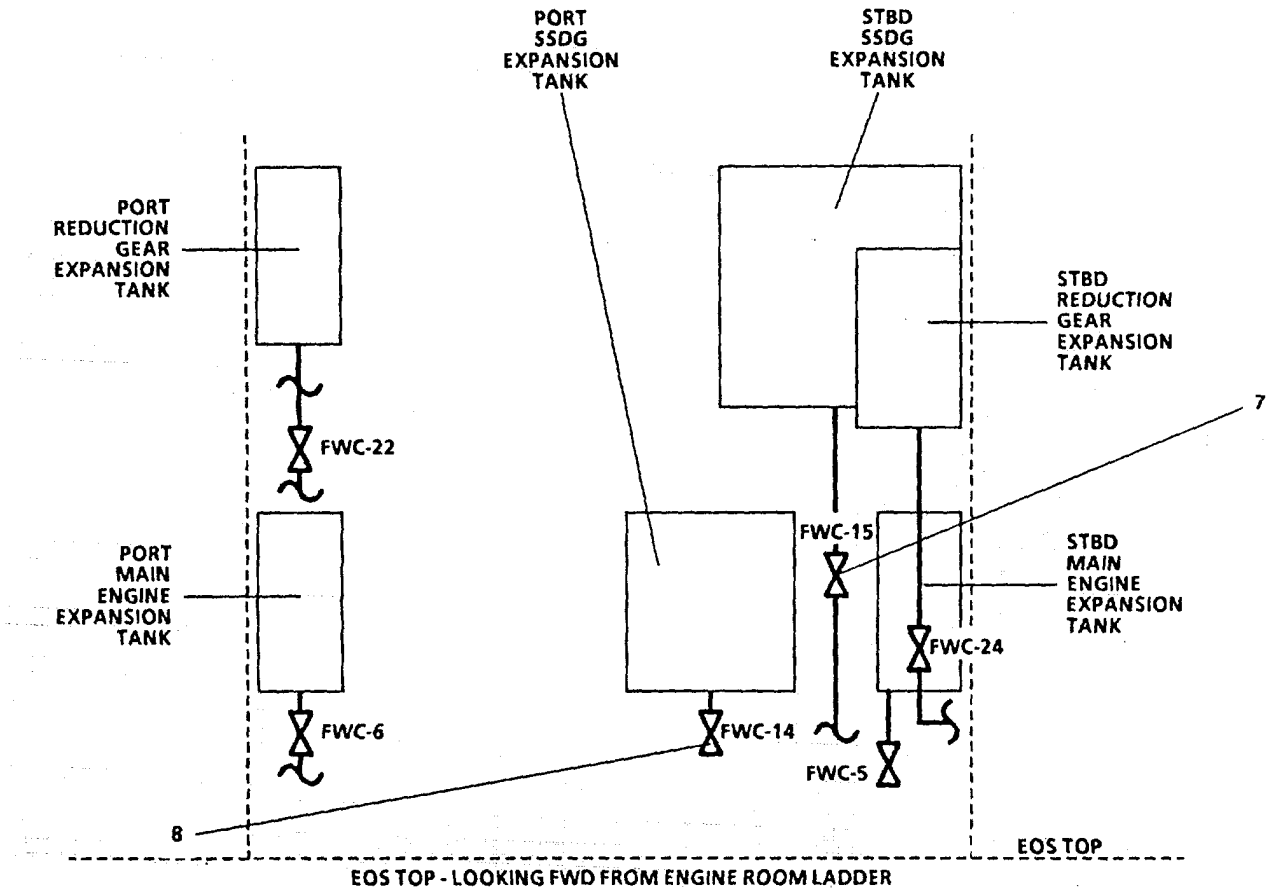 PORT
SSDG
EXPANSION
TANK
STBD
SSDG
EXPANSION
TANK
PORT
REDUCTION
GEAR
EXPANSION
TANK
STBD
REDUCTION
GEAR
EXPANSION
TANK
7
FWC-22
FWC-15
PORT
MAIN
ENGINE
EXPANSION
TANK
STBD
MAIN
ENGINE
EXPANSION
TANK
FWC-24
FWC-6
FWC-14
FWC-5
8
EOS TOP
EOS TOP - LOOKING FWD FROM ENGINE ROOM LADDER